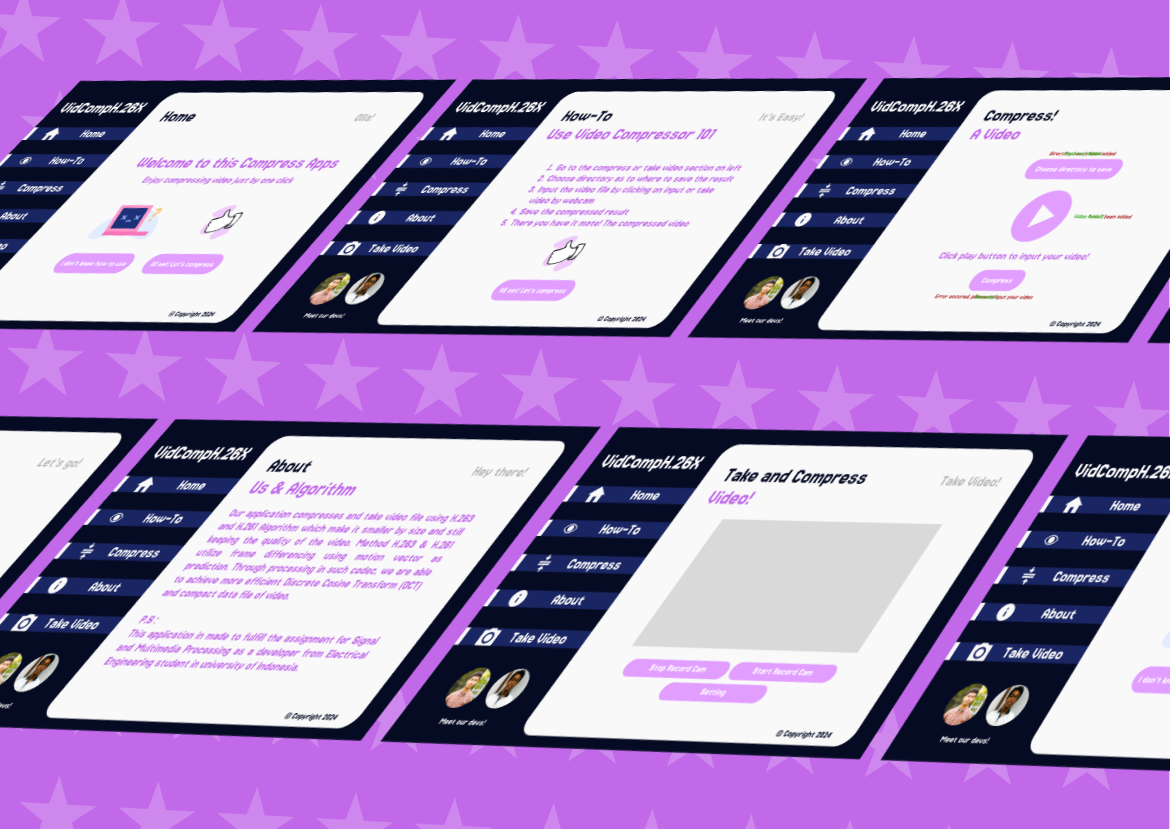 VidCompH.26X
Home
Olla!
Home
How-To
Compress
About
Welcome to this Compress Apps
Enjoy compressing video just by one click
I don't know how to use
All set! Let's compress
© Copyright 2024
VidCompH.26X
How-To
It's Easy!
Use Video Compressor 101
Home
How-To
Compress
About
Take Video
1. Go to the compress or take video section on left
2. Choose directory as to where to save the result
3. Input the video file by clicking on input or take
video by webcam
4. Save the compressed result
5. There you have it mate! The compressed video
All set! Let's compress
Meet our devs!
© Copyright 2024
VidCompH.26X
Compress!
A Video
Home
How-To
Compress
About
Take Video
Choose directory to save
been added
Click play button to input your video!
Compress
Error occured,
your video
Meet our devs!
© Copyright 2024
Let's go!
VidCompH.26X
About
Hey there!
Us & Algorithm
Home
How-To
Compress
About
Take Video
Our application compresses and take video file using H.263
and H.261 Algorithm which make it smaller by size and still
keeping the quality of the video. Method H.263 & H.261
utilize frame differencing using motion vector as
prediction. Through processing in such codec, we are able
to achieve more efficient Discrete Cosine Transform (DCT)
and compact data file of video.
P.S.:
This application in made to fulfill the assignment for Signal
and Multimedia Processing as a developer from Electrical
Engineering student in university of Indonesia.
© Copyright 2024
VidCompH.26X
Take and Compress
Take Video!
Video!
Home
How-To
Compress
About
Take Video
Stop Record Cam
Start Record Cam
Setting
Meet our devs!
© Copyright 2024
VidCompH.26X
Home
How-To
Compress
About
Take Video
I don't
Meet our devs!